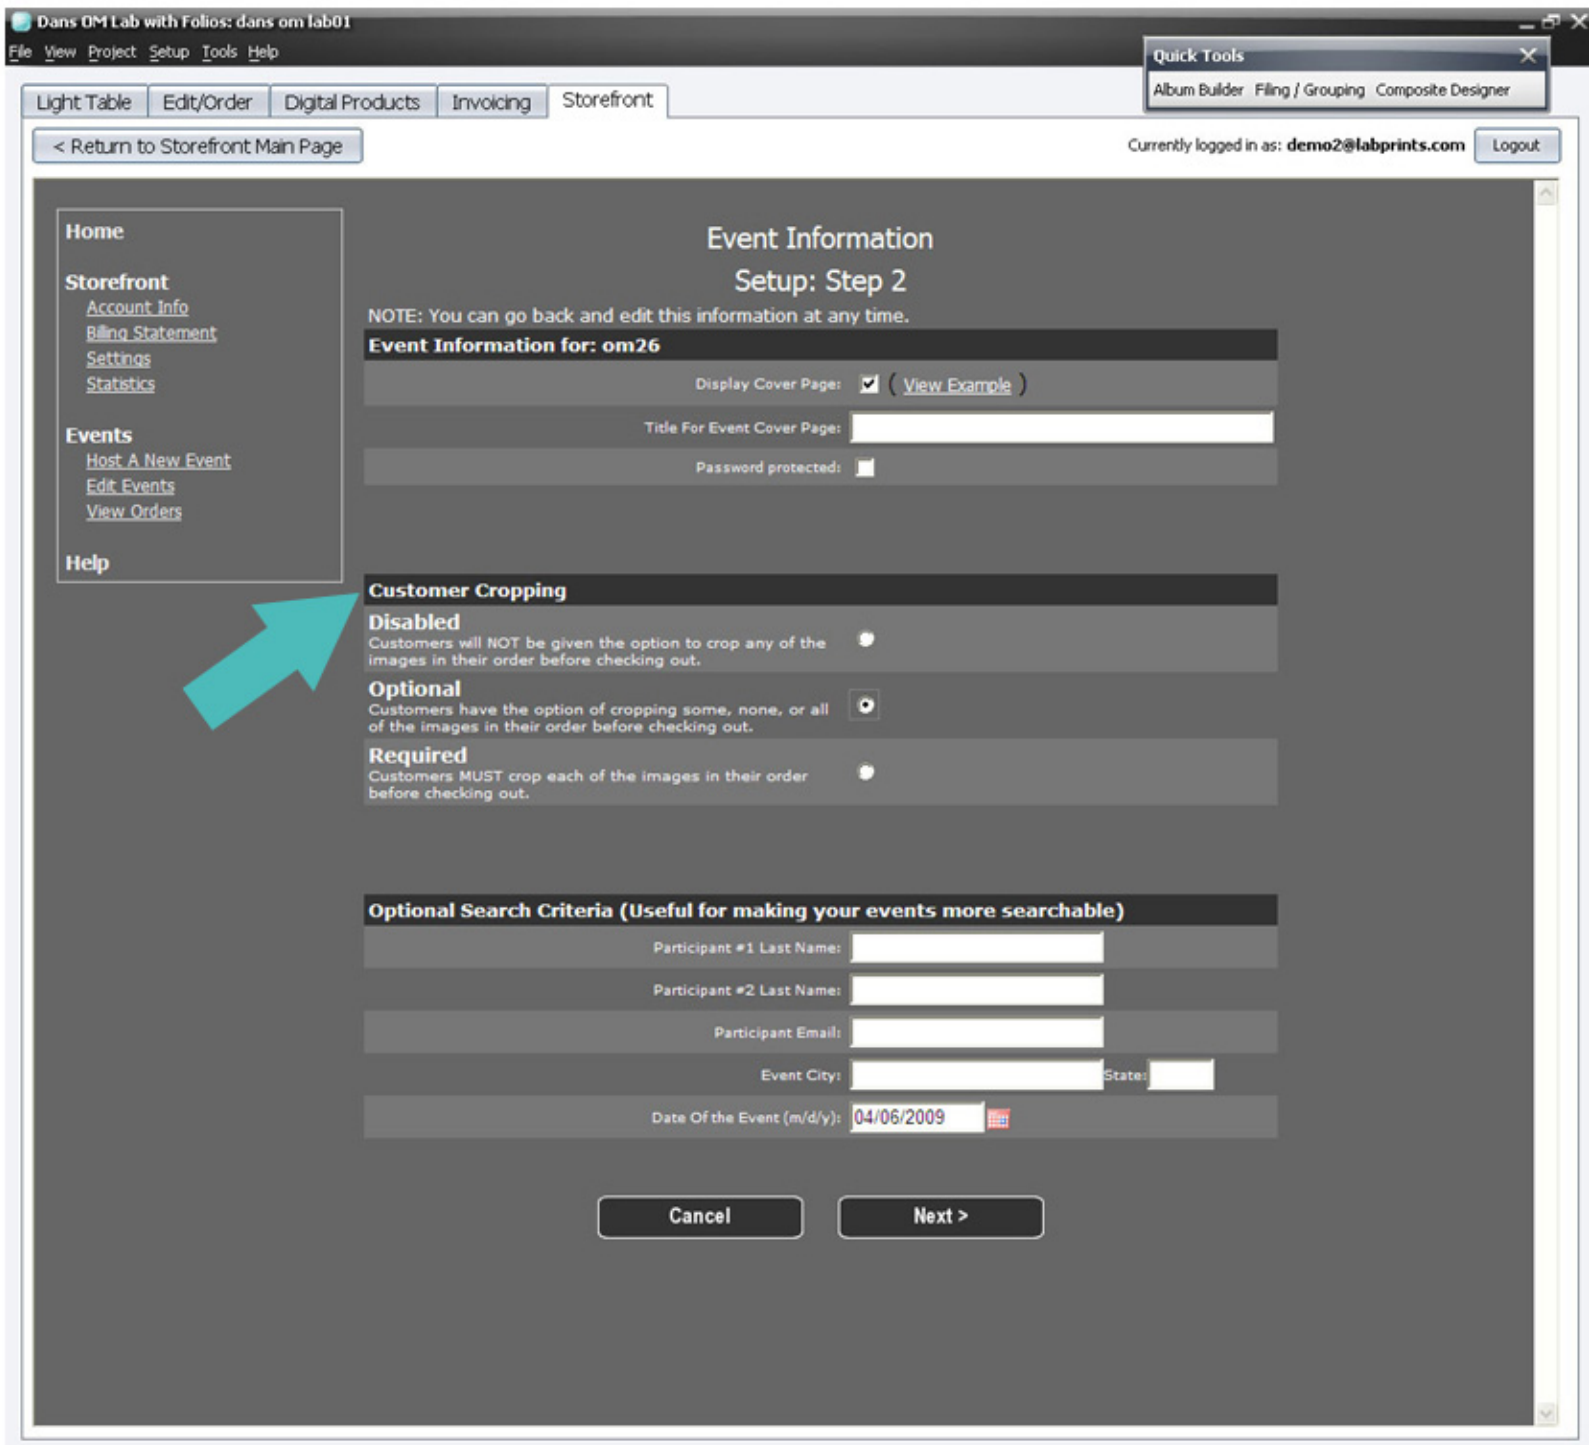 Dans OM Lab with Folios: dans om lab01
File View Project Setup Tools Help
Quick Tools
Album Builder Filing / Grouping Composite Designer
Light Table Edit/Order Digital Products Invoicing Storefront
< Return to Storefront Main Page
Currently logged in as: demo2@labprints.com Logout
Home
Storefront
Account Info
Billing Statement
Settings
Statistics
Events
Host A New Event
Edit Events
View Orders
Help
Event Information
Setup: Step 2
NOTE: You can go back and edit this information at any time.
Event Information for: om26
Display Cover Page: ( View Example )
Title For Event Cover Page:
Password protected:
Customer Cropping
Disabled
Customers will NOT be given the option to crop any of the
images in their order before checking out.
Optional
Customers have the option of cropping some, none, or all
of the images in their order before checking out.
Required
Customers MUST crop each of the images in their order
before checking out.
Optional Search Criteria (Useful for making your events more searchable)
Participant #1 Last Name:
Participant #2 Last Name:
Participant Email:
Event City: State:
Date Of the Event (m/d/y): 04/06/2009
Cancel Next >